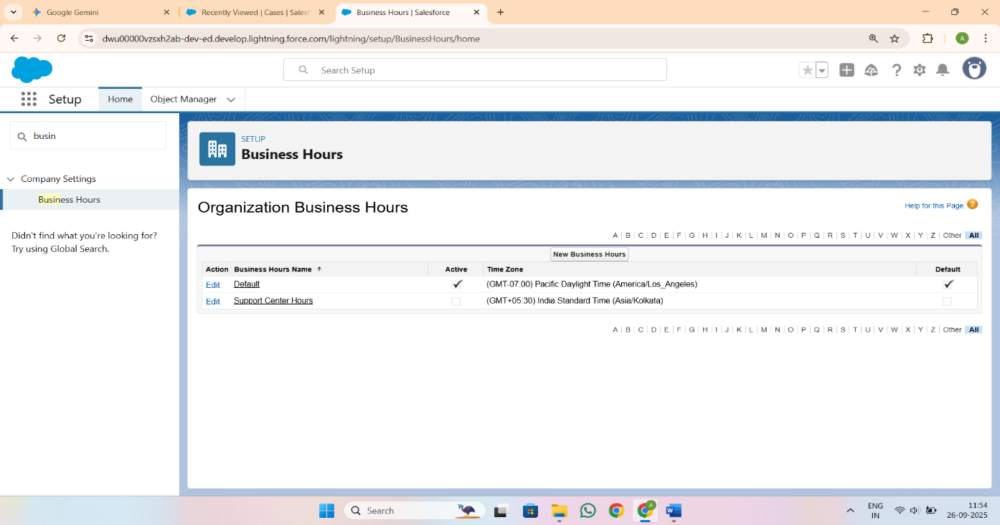 Google Gemini
Recently Viewed | Cases | Salesf
Business Hours | Salesforce
dwu00000vzsxh2ab-dev-ed.develop.lightning.force.com/lightning/setup/BusinessHours/home
A
Search Setup
Setup
Home
Object Manager
busin
Company Settings
Business Hours
Didn't find what you're looking for?
Try using Global Search.
SETUP
Business Hours
Organization Business Hours
Help for this Page ?
A | B | C | D | E | F | G | H | I | J | K | L | M | N | O | P | Q | R | S | T | U | V | W | X | Y | Z | Other All
New Business Hours
Action Business Hours Name Active Time Zone Default
Edit Default (GMT-07:00) Pacific Daylight Time (America/Los_Angeles)
Edit Support Center Hours (GMT+05:30) India Standard Time (Asia/Kolkata)
A | B | C | D | E | F | G | H | I | J | K | L | M | N | O | P | Q | R | S | T | U | V | W | X | Y | Z | Other All
Search
A
W
ENG
IN
11:54
26-09-2025